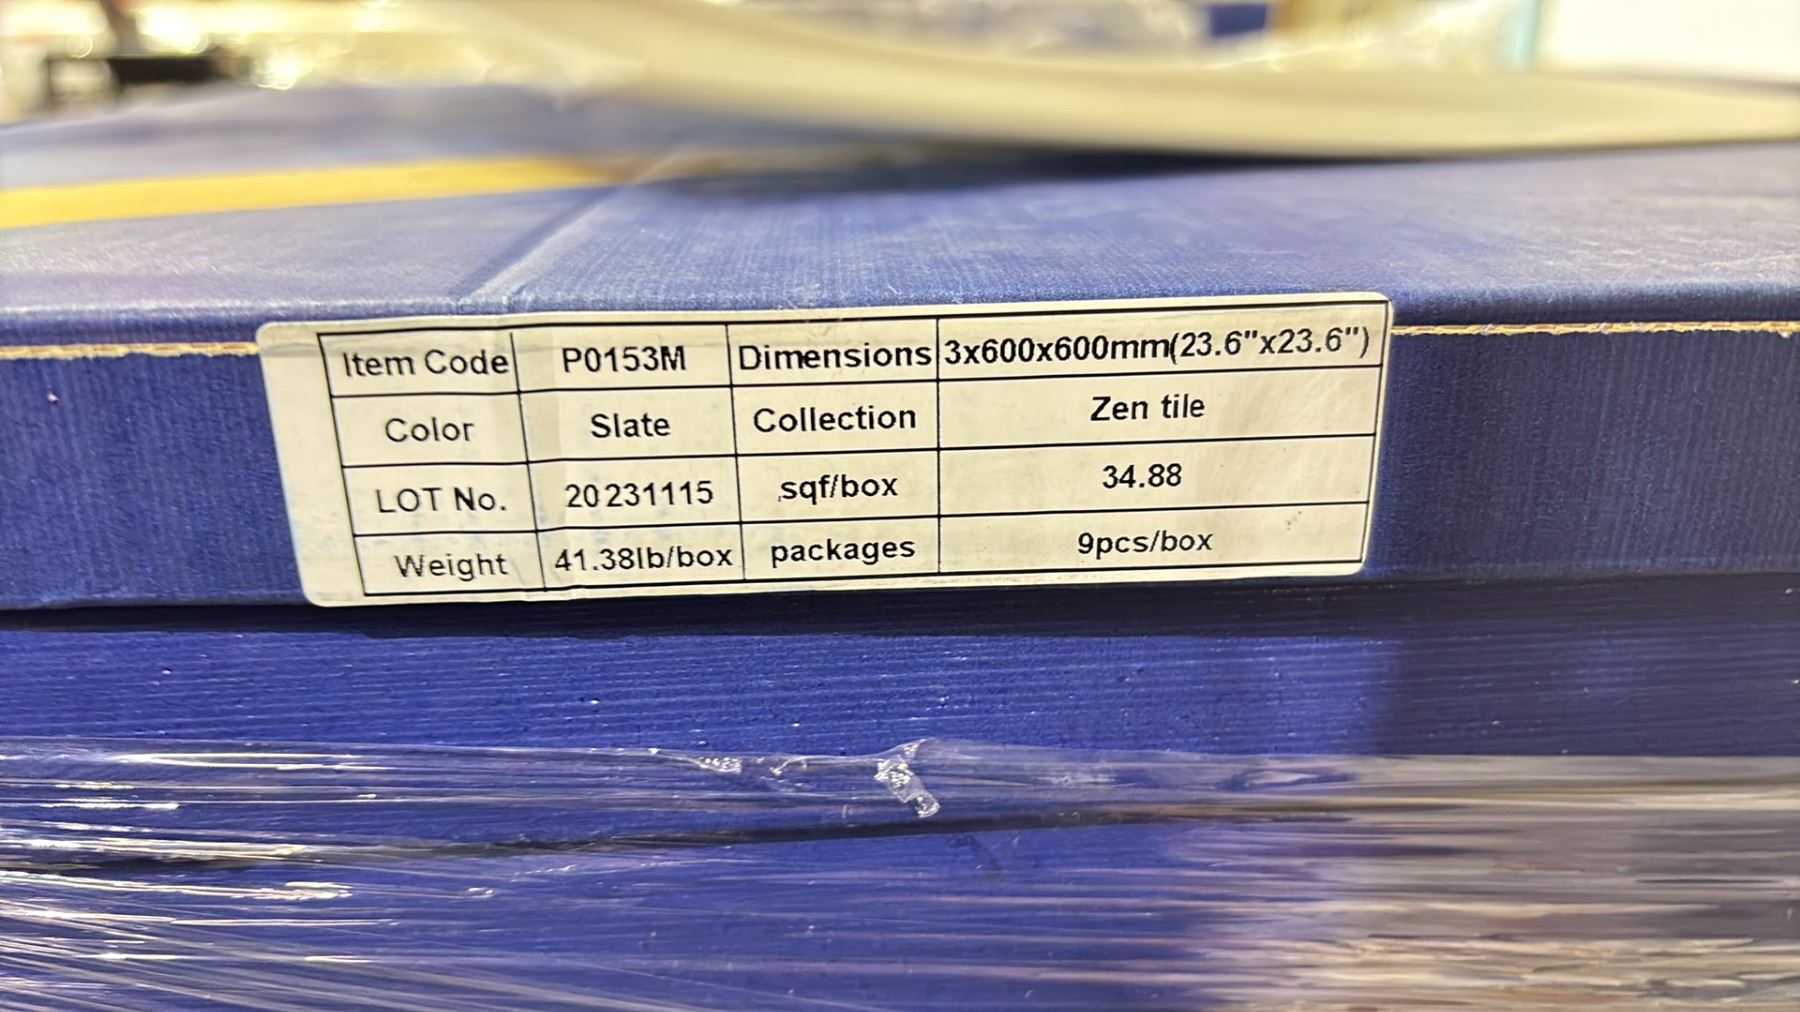 Item Code P0153M Dimensions 3x600x600mm(23.6"x23.6")
Color Slate Collection Zen tile
LOT No. 20231115 sqf/box 34.88
Weight 41.38lb/box packages 9pcs/box